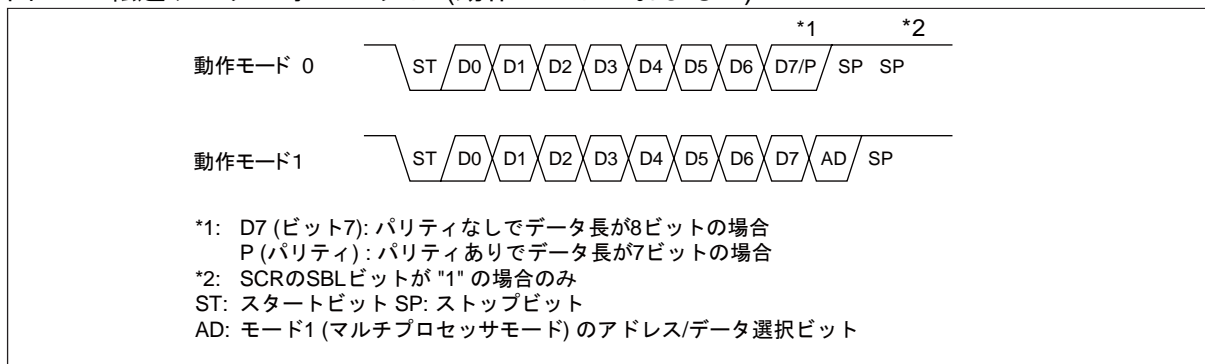 *1 *2
動作モード 0 ST D0 D1 D2 D3 D4 D5 D6 D7/P SP SP
動作モード1 ST D0 D1 D2 D3 D4 D5 D6 D7 AD SP
*1: D7 (ビット7): パリティなしでデータ長が8ビットの場合
P (パリティ) : パリティありでデータ長が7ビットの場合
*2: SCRのSBLビットが "1" の場合のみ
ST: スタートビット SP: ストップビット
AD: モード1 (マルチプロセッサモード) のアドレス/データ選択ビット